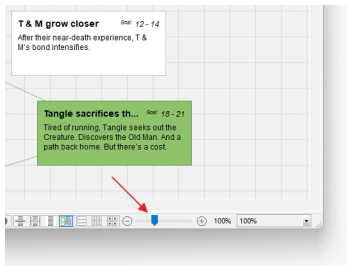 T & M grow closer Goal: 12 - 14
After their near-death experience, T &
M's bond intensifies.
Tangle sacrifices th... Goal: 18 - 21
Tired of running, Tangle seeks out the
Creature. Discovers the Old Man. And a
path back home. But there's a cost.
100% 100%